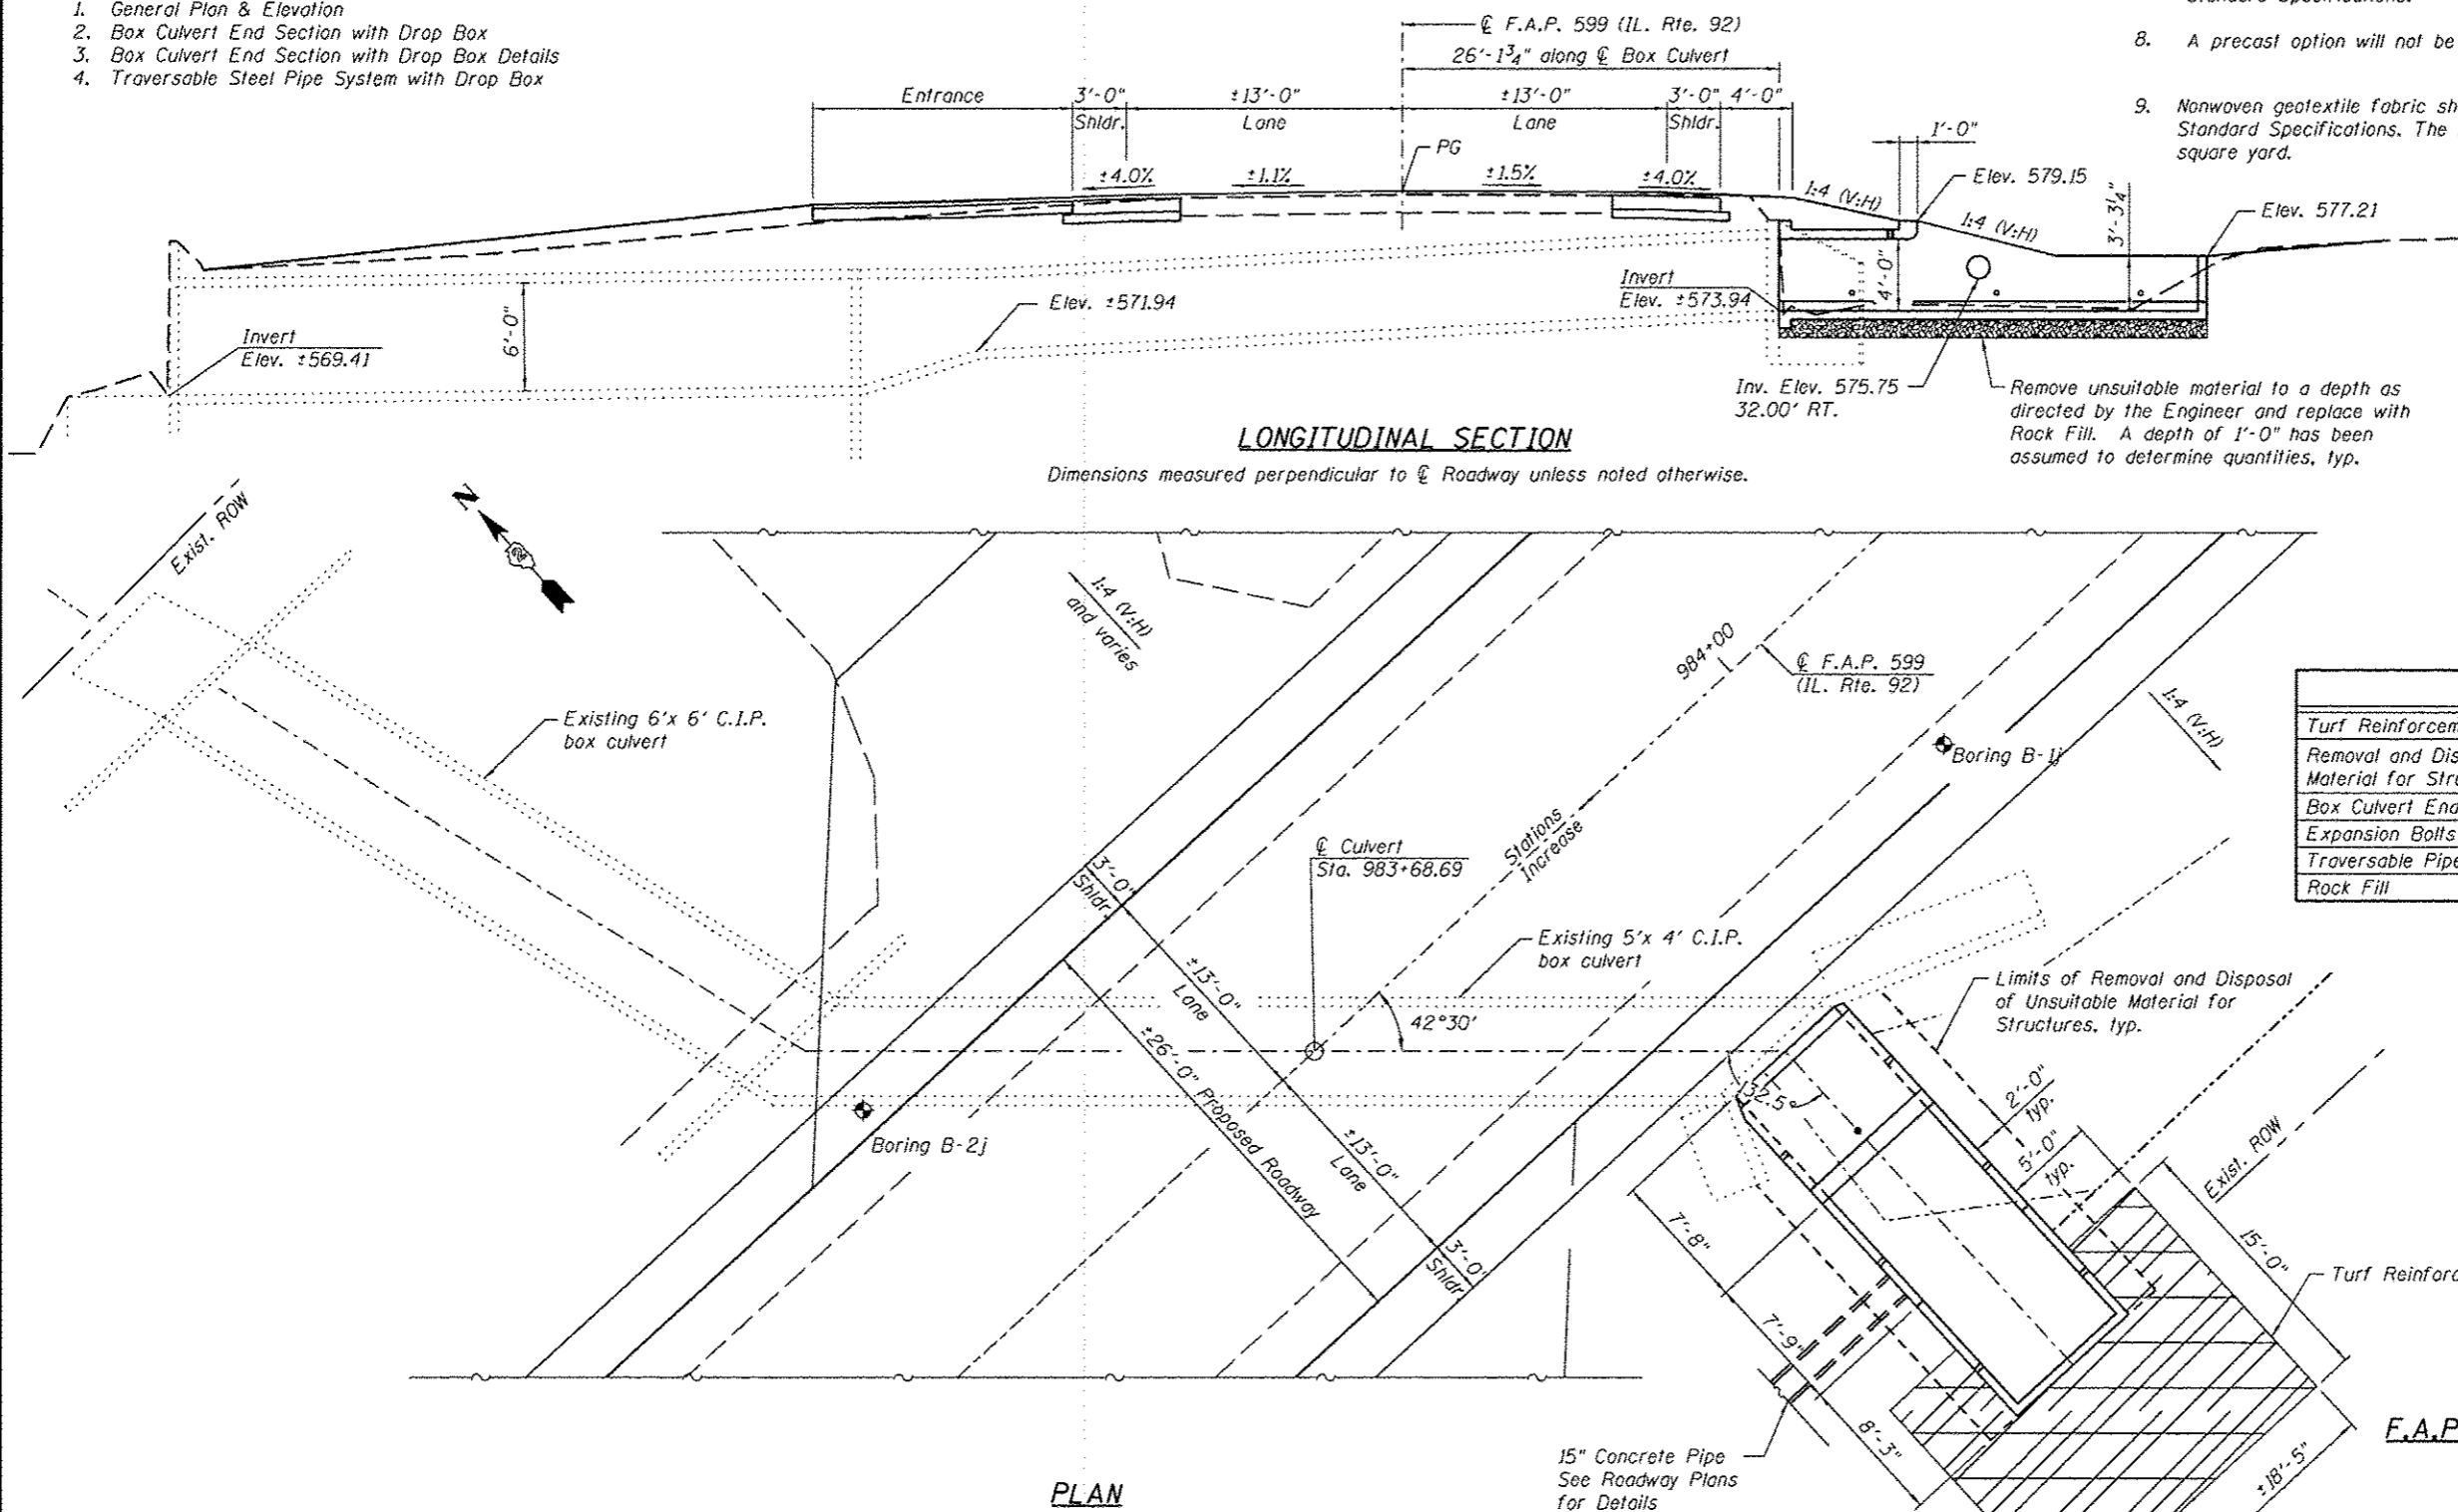 1. General Plan & Elevation
2. Box Culvert End Section with Drop Box
3. Box Culvert End Section with Drop Box Details
4. Traversable Steel Pipe System with Drop Box
Standard Specifications.
8. A precast option will not be
9. Nonwoven geotextile fabric sh
Standard Specifications. The
square yard.
℄ F.A.P. 599 (IL. Rte. 92)
26'-1¾" along ℄ Box Culvert
Entrance
3'-0"
Shldr.
±13'-0"
Lane
±13'-0"
Lane
3'-0"
Shldr.
4'-0"
1'-0"
PG
±4.0%
±1.1%
±1.5%
±4.0%
1:4 (V:H)
Elev. 579.15
1:4 (V:H)
3'-3¼"
Elev. 577.21
Invert
Elev. ±569.41
6'-0"
Elev. ±571.94
Invert
Elev. ±573.94
4'-0"
Inv. Elev. 575.75
32.00' RT.
Remove unsuitable material to a depth as
directed by the Engineer and replace with
Rock Fill. A depth of 1'-0" has been
assumed to determine quantities, typ.
LONGITUDINAL SECTION
Dimensions measured perpendicular to ℄ Roadway unless noted otherwise.
Exist. ROW
N
1:4 (V:H)
and varies
984+00
℄ F.A.P. 599
(IL. Rte. 92)
1:4 (V:H)
Existing 6'x 6' C.I.P.
box culvert
Boring B-1j
Turf Reinforcem
Removal and Dis
Material for Stru
Box Culvert End
Expansion Bolts
Traversable Pipe
Rock Fill
℄ Culvert
Sta. 983+68.69
Stations
Increase
3'-0"
Shldr.
±13'-0"
Lane
Existing 5'x 4' C.I.P.
box culvert
42°30'
Limits of Removal and Disposal
of Unsuitable Material for
Structures, typ.
±26'-0" Proposed Roadway
132.5°
2'-0"
typ.
5'-0"
typ.
Boring B-2j
±13'-0"
Lane
Exist. ROW
3'-0"
Shldr.
7'-8"
15'-0"
Turf Reinforc
7'-9"
8'-3"
±18'-5"
F.A.P
15" Concrete Pipe
See Roadway Plans
for Details
PLAN